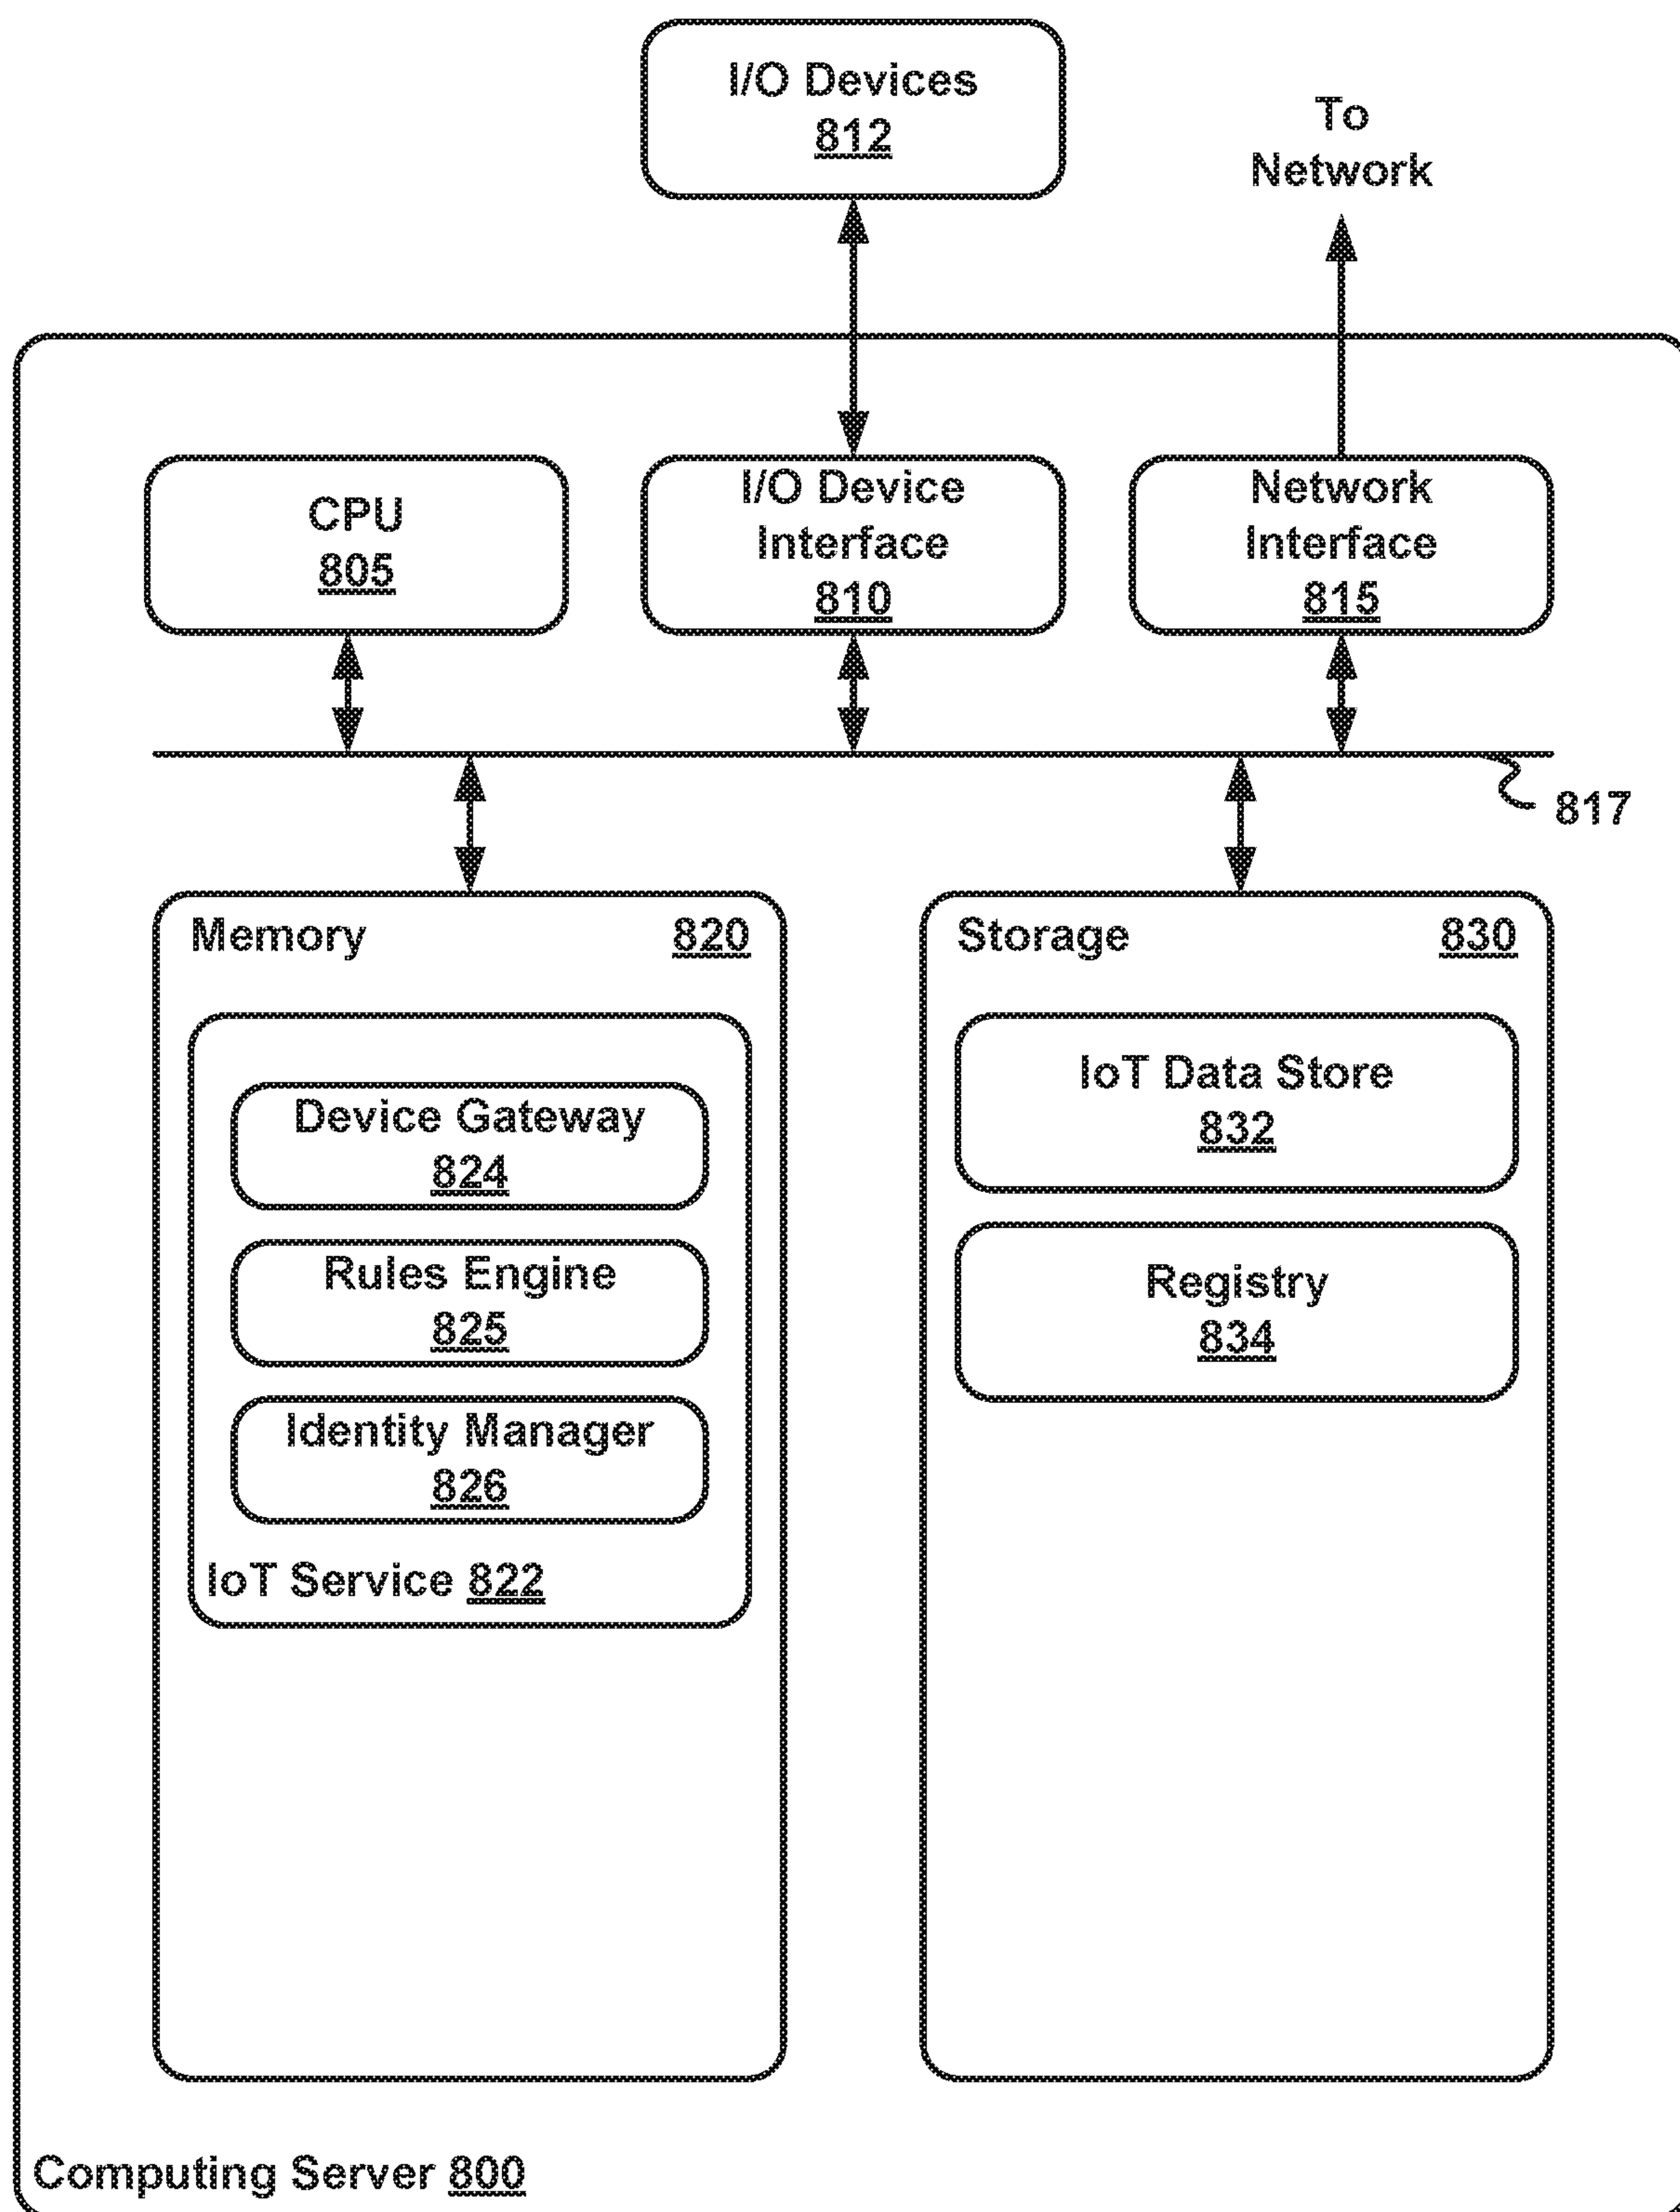 I/O Devices
812
To
Network
CPU
805
I/O Device
Interface
810
Network
Interface
815
817
Memory 820
Device Gateway
824
Rules Engine
825
Identity Manager
826
IoT Service 822
Storage 830
IoT Data Store
832
Registry
834
Computing Server 800